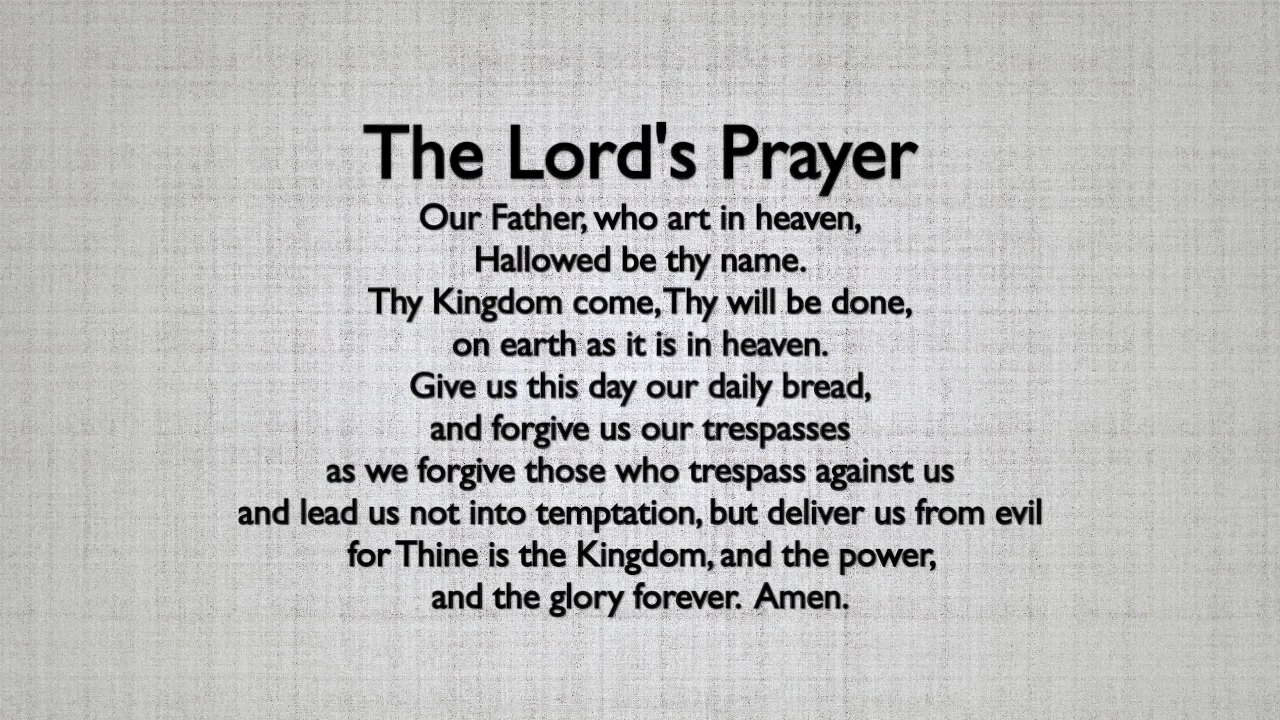 The Lord's Prayer
Our Father, who art in heaven,
Hallowed be thy name.
Thy Kingdom come, Thy will be done,
on earth as it is in heaven.
Give us this day our daily bread,
and forgive us our trespasses
as we forgive those who trespass against us
and lead us not into temptation, but deliver us from evil
for Thine is the Kingdom, and the power,
and the glory forever.  Amen.